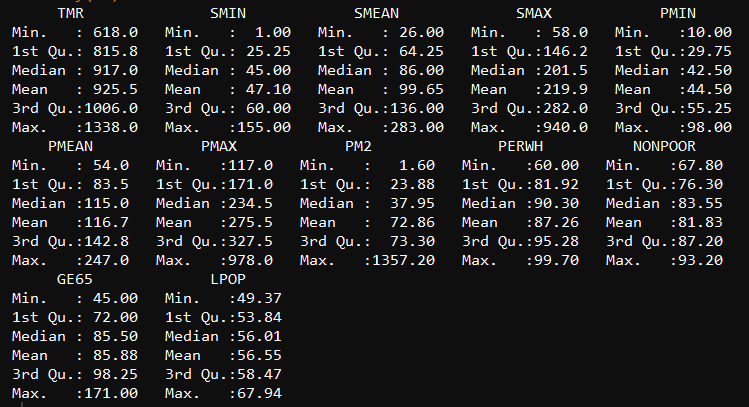 TMR SMIN SMEAN SMAX PMIN
Min. : 618.0 Min. : 1.00 Min. : 26.00 Min. : 58.0 Min. :10.00
1st Qu.: 815.8 1st Qu.: 25.25 1st Qu.: 64.25 1st Qu.:146.2 1st Qu.:29.75
Median : 917.0 Median : 45.00 Median : 86.00 Median :201.5 Median :42.50
Mean : 925.5 Mean : 47.10 Mean : 99.65 Mean :219.9 Mean :44.50
3rd Qu.:1006.0 3rd Qu.: 60.00 3rd Qu.:136.00 3rd Qu.:282.0 3rd Qu.:55.25
Max. :1338.0 Max. :155.00 Max. :283.00 Max. :940.0 Max. :98.00
PMEAN PMAX PM2 PERWH NONPOOR
Min. : 54.0 Min. :117.0 Min. : 1.60 Min. :60.00 Min. :67.80
1st Qu.: 83.5 1st Qu.:171.0 1st Qu.: 23.88 1st Qu.:81.92 1st Qu.:76.30
Median :115.0 Median :234.5 Median : 37.95 Median :90.30 Median :83.55
Mean :116.7 Mean :275.5 Mean : 72.86 Mean :87.26 Mean :81.83
3rd Qu.:142.8 3rd Qu.:327.5 3rd Qu.: 73.30 3rd Qu.:95.28 3rd Qu.:87.20
Max. :247.0 Max. :978.0 Max. :1357.20 Max. :99.70 Max. :93.20
GE65 LPOP
Min. : 45.00 Min. :49.37
1st Qu.: 72.00 1st Qu.:53.84
Median : 85.50 Median :56.01
Mean : 85.88 Mean :56.55
3rd Qu.: 98.25 3rd Qu.:58.47
Max. :171.00 Max. :67.94